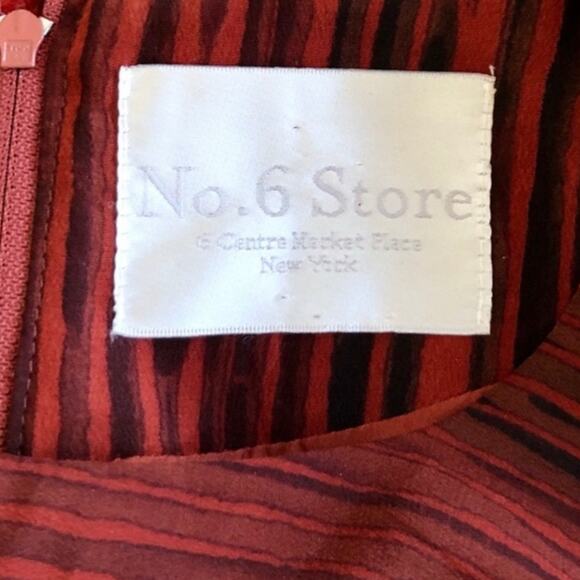 No.6 Store
6 Centre Market Place
New York